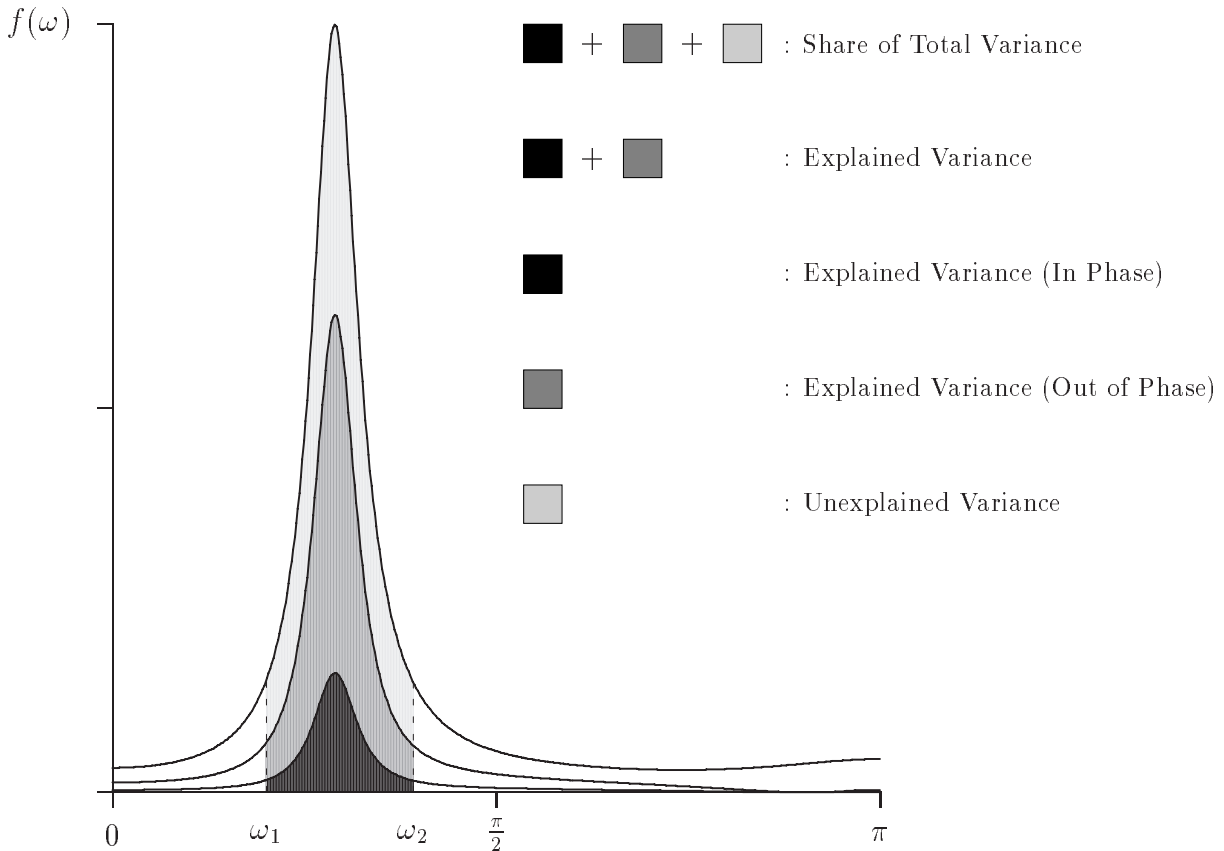 f(ω)
+ + : Share of Total Variance
+ : Explained Variance
: Explained Variance (In Phase)
: Explained Variance (Out of Phase)
: Unexplained Variance
0 ω₁ ω₂ π/2 π